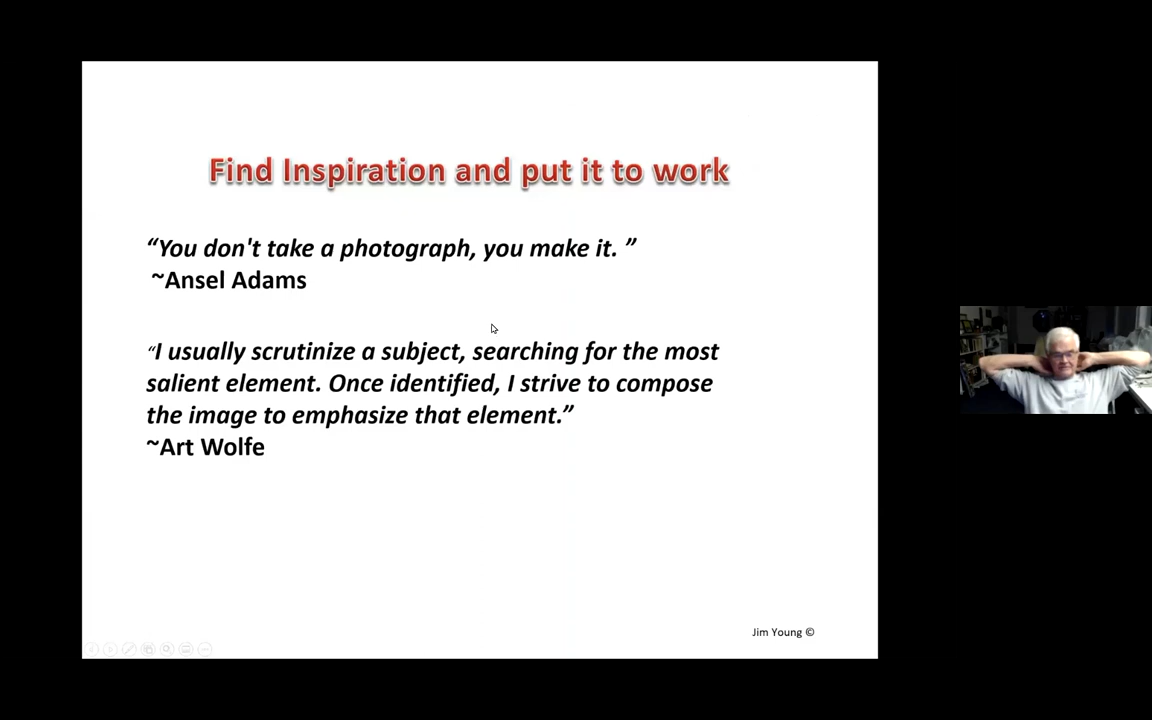 Find Inspiration and put it to work
“You don't take a photograph, you make it. ”
~Ansel Adams
“I usually scrutinize a subject, searching for the most
salient element. Once identified, I strive to compose
the image to emphasize that element.”
~Art Wolfe
Jim Young ©